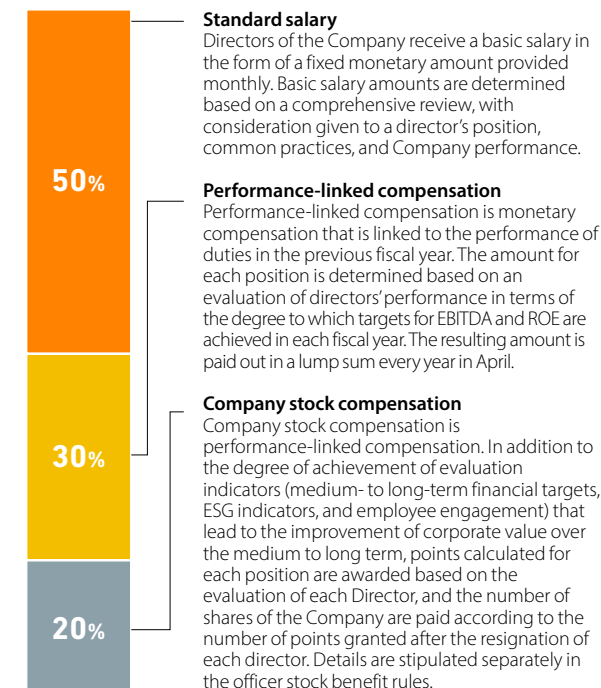 Standard salary
Directors of the Company receive a basic salary in
the form of a fixed monetary amount provided
monthly. Basic salary amounts are determined
based on a comprehensive review, with
consideration given to a director's position,
common practices, and Company performance.
50%
Performance-linked compensation
Performance-linked compensation is monetary
compensation that is linked to the performance of
duties in the previous fiscal year. The amount for
each position is determined based on an
evaluation of directors' performance in terms of
the degree to which targets for EBITDA and ROE are
achieved in each fiscal year. The resulting amount is
paid out in a lump sum every year in April.
30%
Company stock compensation
Company stock compensation is
performance-linked compensation. In addition to
the degree of achievement of evaluation
indicators (medium- to long-term financial targets,
ESG indicators, and employee engagement) that
lead to the improvement of corporate value over
the medium to long term, points calculated for
each position are awarded based on the
evaluation of each Director, and the number of
shares of the Company are paid according to the
number of points granted after the resignation of
each director. Details are stipulated separately in
the officer stock benefit rules.
20%